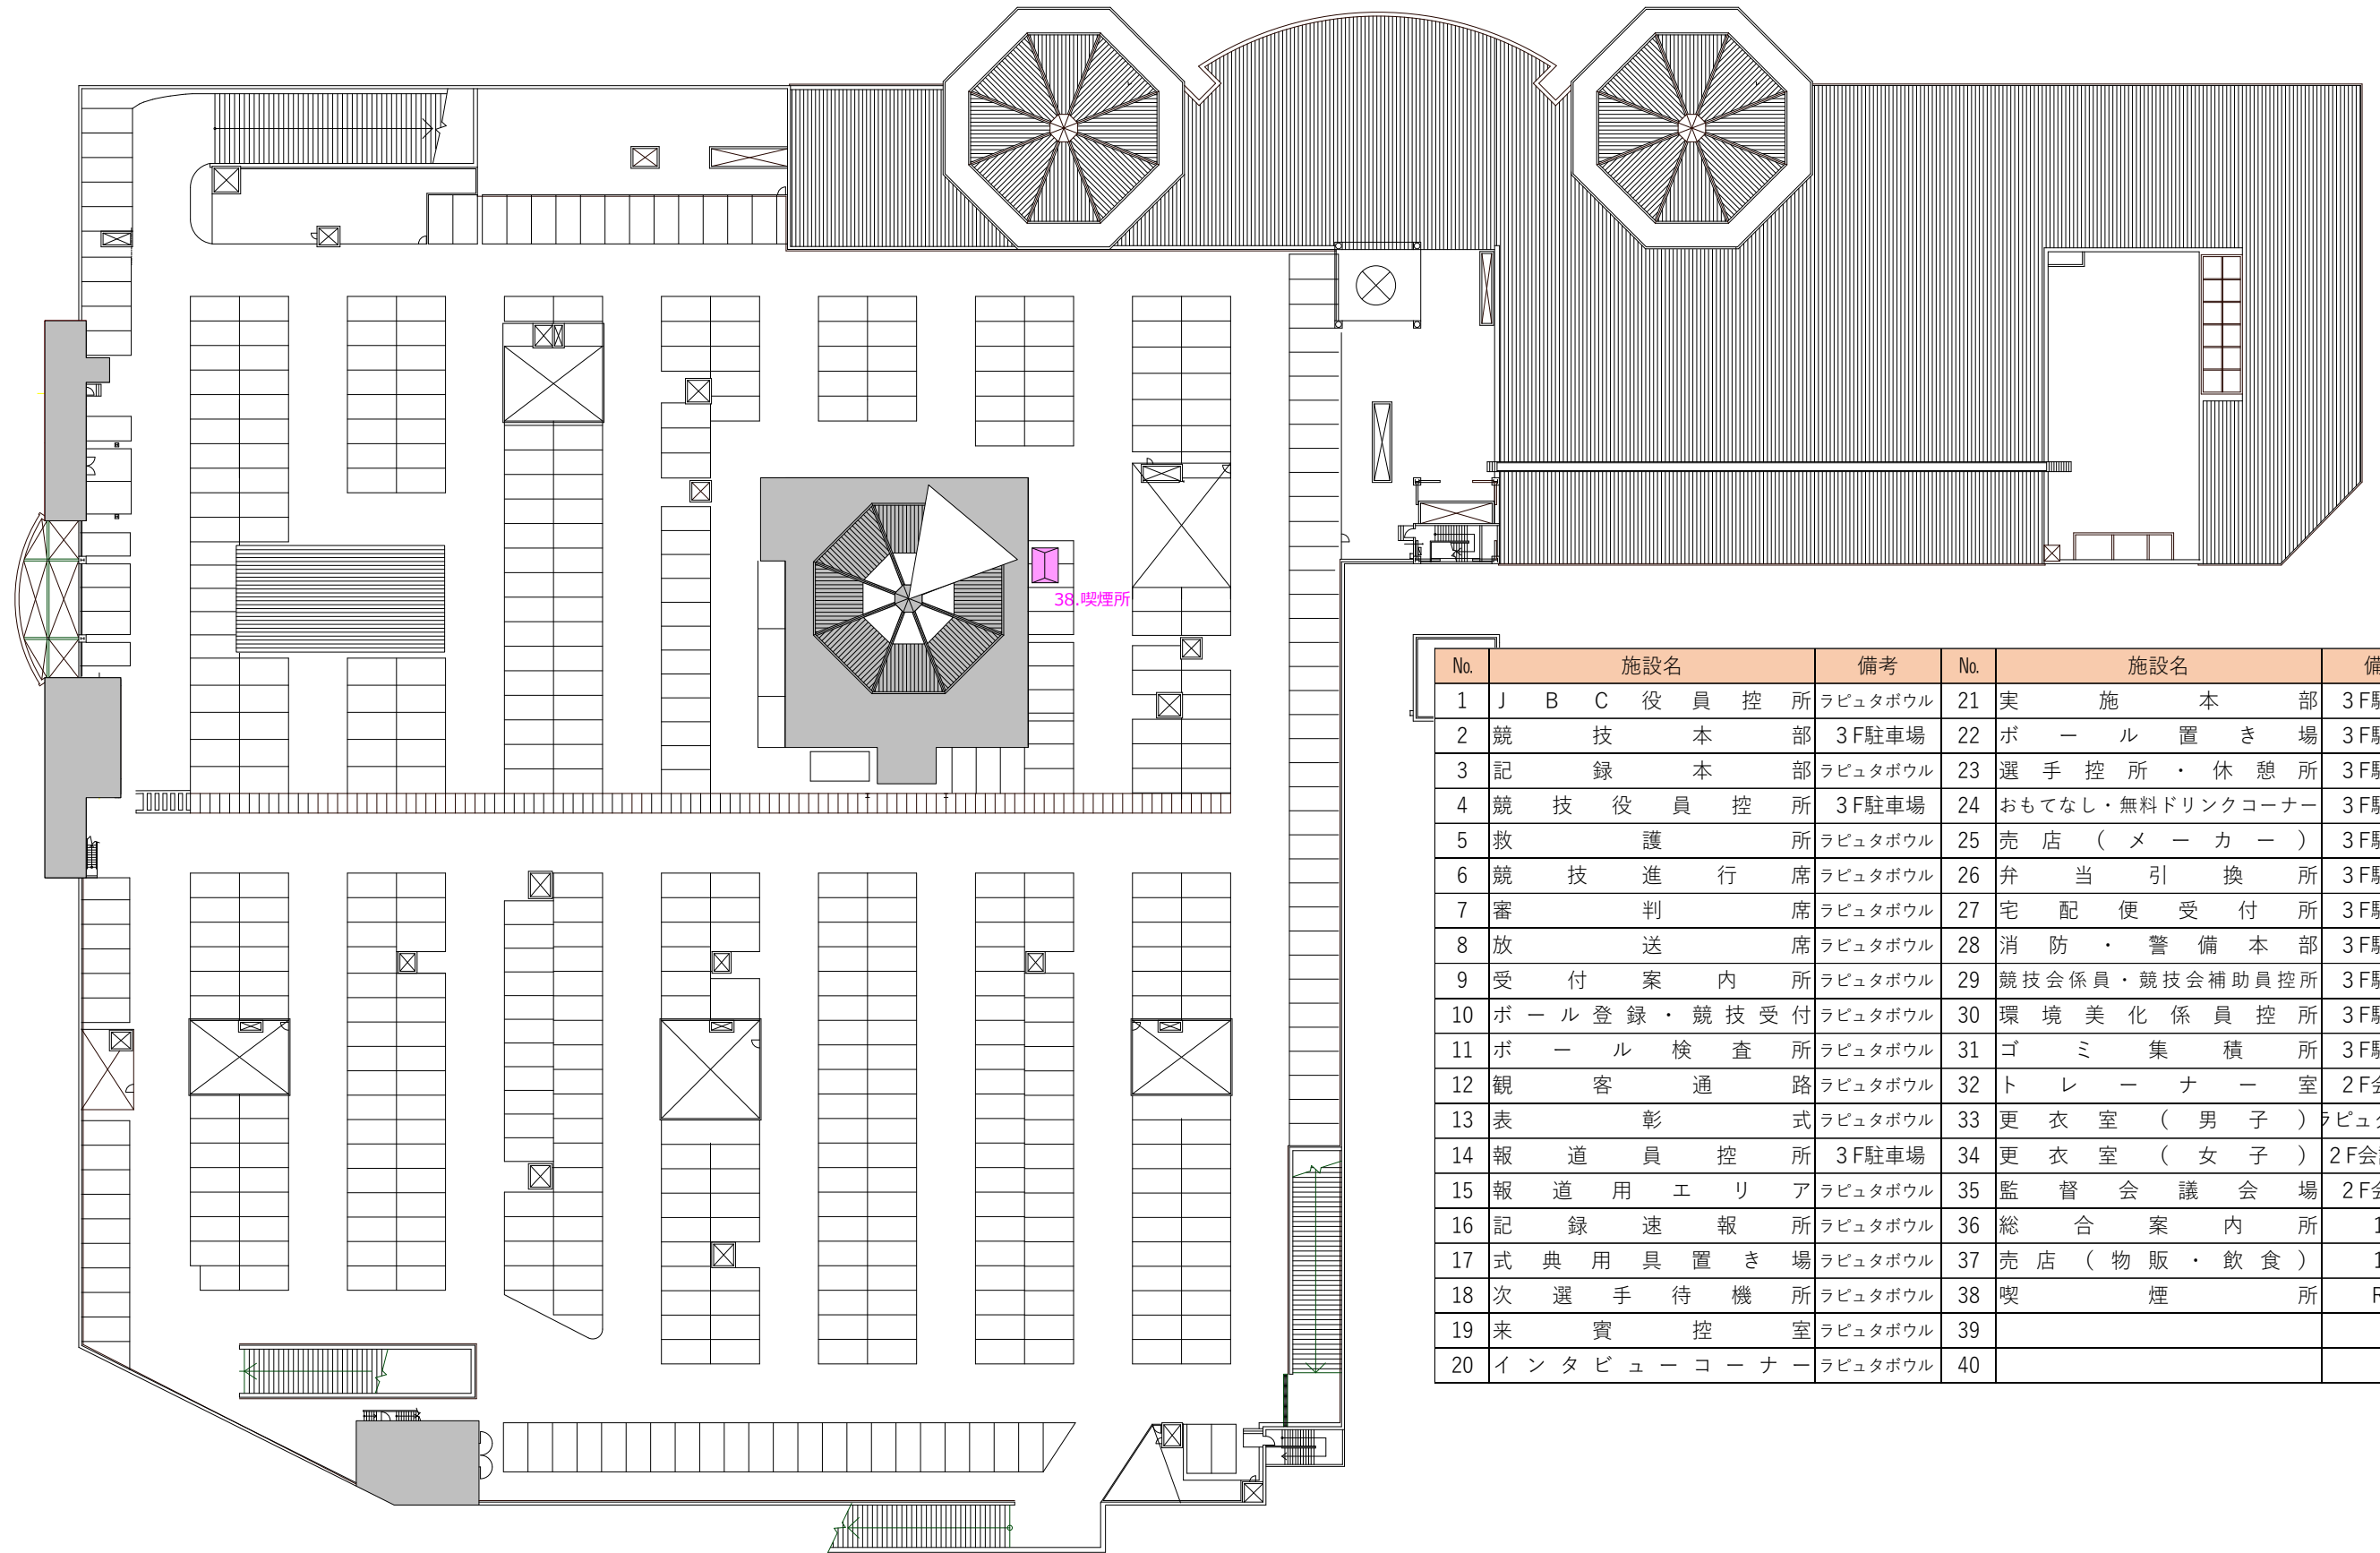 38.喫煙所
No. 施設名 備考 No. 施設名
1 JBC役員控所 ラピュタボウル 21 実施本部
2 競技本部 3F駐車場 22 ボール置き場
3 記録本部 ラピュタボウル 23 選手控所・休憩所
4 競技役員控所 3F駐車場 24 おもてなし・無料ドリンクコーナー
5 救護所 ラピュタボウル 25 売店(メーカー)
6 競技進行席 ラピュタボウル 26 弁当引換所
7 審判席 ラピュタボウル 27 宅配便受付所
8 放送席 ラピュタボウル 28 消防・警備本部
9 受付案内所 ラピュタボウル 29 競技会係員・競技会補助員控所
10 ボール登録・競技受付 ラピュタボウル 30 環境美化係員控所
11 ボール検査所 ラピュタボウル 31 ゴミ集積所
12 観客通路 ラピュタボウル 32 トレーナー室
13 表彰式 ラピュタボウル 33 更衣室(男子)
14 報道員控所 3F駐車場 34 更衣室(女子)
15 報道用エリア ラピュタボウル 35 監督会議会場
16 記録速報所 ラピュタボウル 36 総合案内所
17 式典用具置き場 ラピュタボウル 37 売店(物販・飲食)
18 次選手待機所 ラピュタボウル 38 喫煙所
19 来賓控室 ラピュタボウル 39
20 インタビューコーナー ラピュタボウル 40